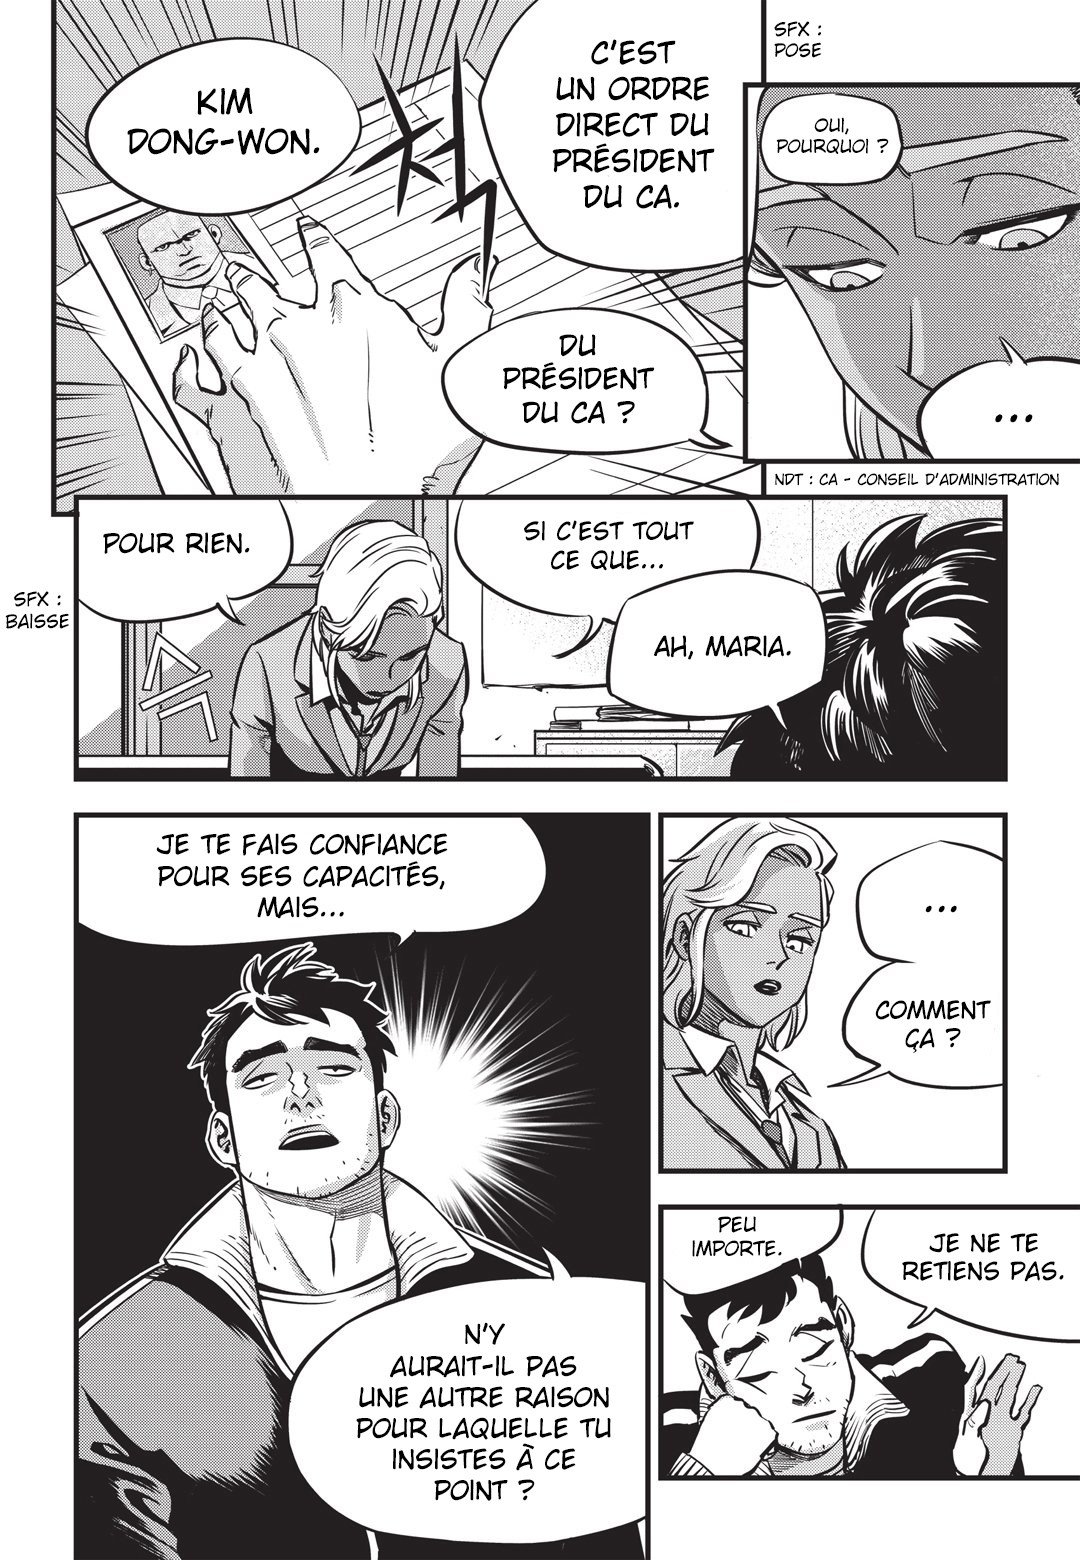 KIM
DONG-WON.
C'EST
UN ORDRE
DIRECT DU
PRÉSIDENT
DU CA.
SFX :
POSE
OUI,
POURQUOI ?
DU
PRÉSIDENT
DU CA ?
...
NDT : CA - CONSEIL D'ADMINISTRATION
POUR RIEN.
SI C'EST TOUT
CE QUE...
SFX :
BAISSE
AH, MARIA.
JE TE FAIS CONFIANCE
POUR SES CAPACITÉS,
MAIS...
...
COMMENT
ÇA ?
N'Y
AURAIT-IL PAS
UNE AUTRE RAISON
POUR LAQUELLE TU
INSISTES À CE
POINT ?
PEU
IMPORTE.
JE NE TE
RETIENS PAS.